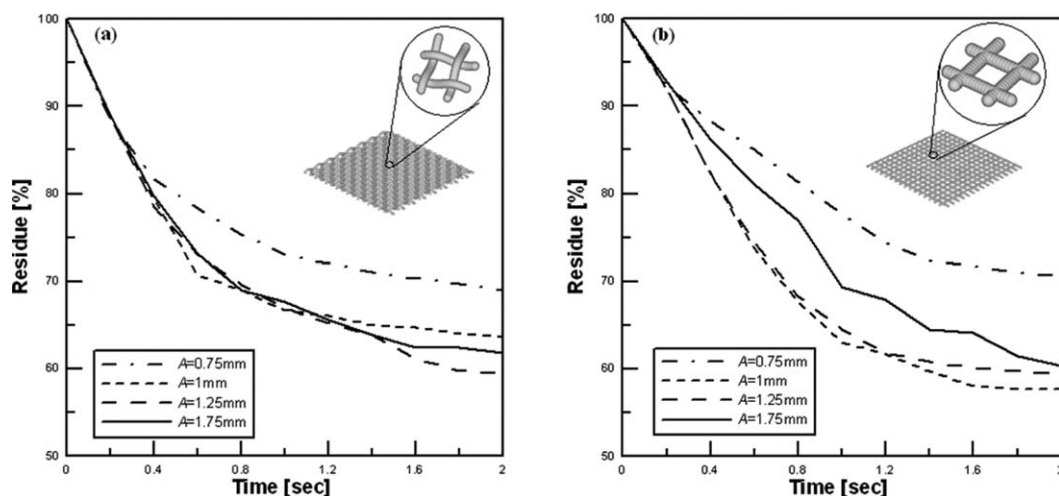 (a)
Residue [%]
100
90
80
70
60
50
0
0.4
0.8
1.2
1.6
2
Time [sec]
A=0.75mm
A=1mm
A=1.25mm
A=1.75mm
(b)
Residue [%]
100
90
80
70
60
50
0
0.4
0.8
1.2
1.6
2
Time [sec]
A=0.75mm
A=1mm
A=1.25mm
A=1.75mm